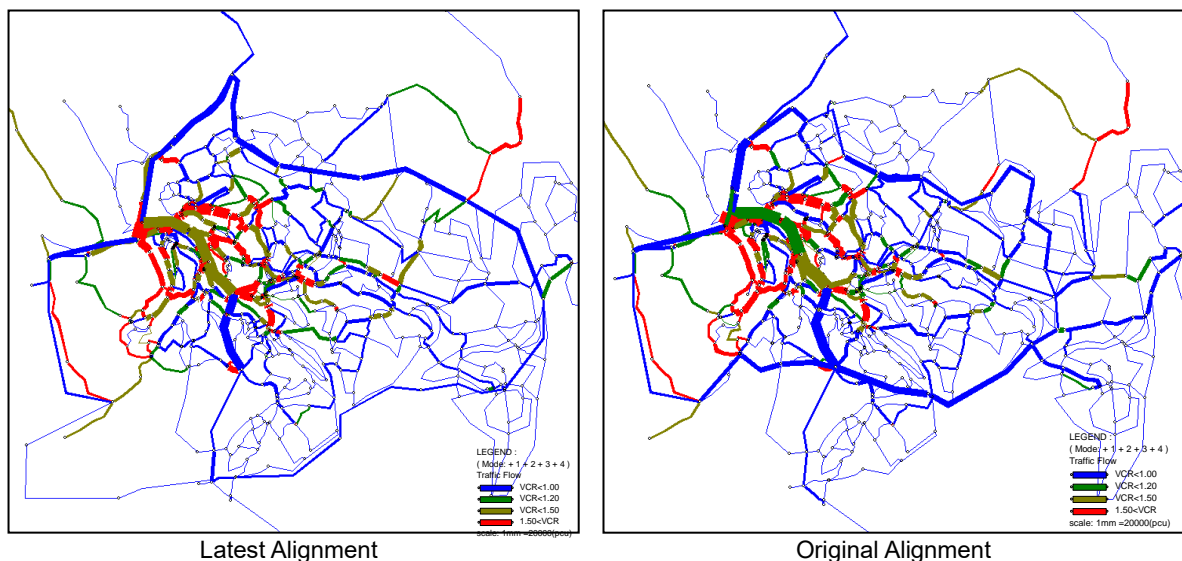 LEGEND :
( Mode: + 1 + 2 + 3 + 4 )
Traffic Flow
VCR<1.00
VCR<1.20
VCR<1.50
1.50<VCR
scale: 1mm =20000(pcu)
Latest Alignment
LEGEND :
( Mode: + 1 + 2 + 3 + 4 )
Traffic Flow
VCR<1.00
VCR<1.20
VCR<1.50
1.50<VCR
scale: 1mm =20000(pcu)
Original Alignment